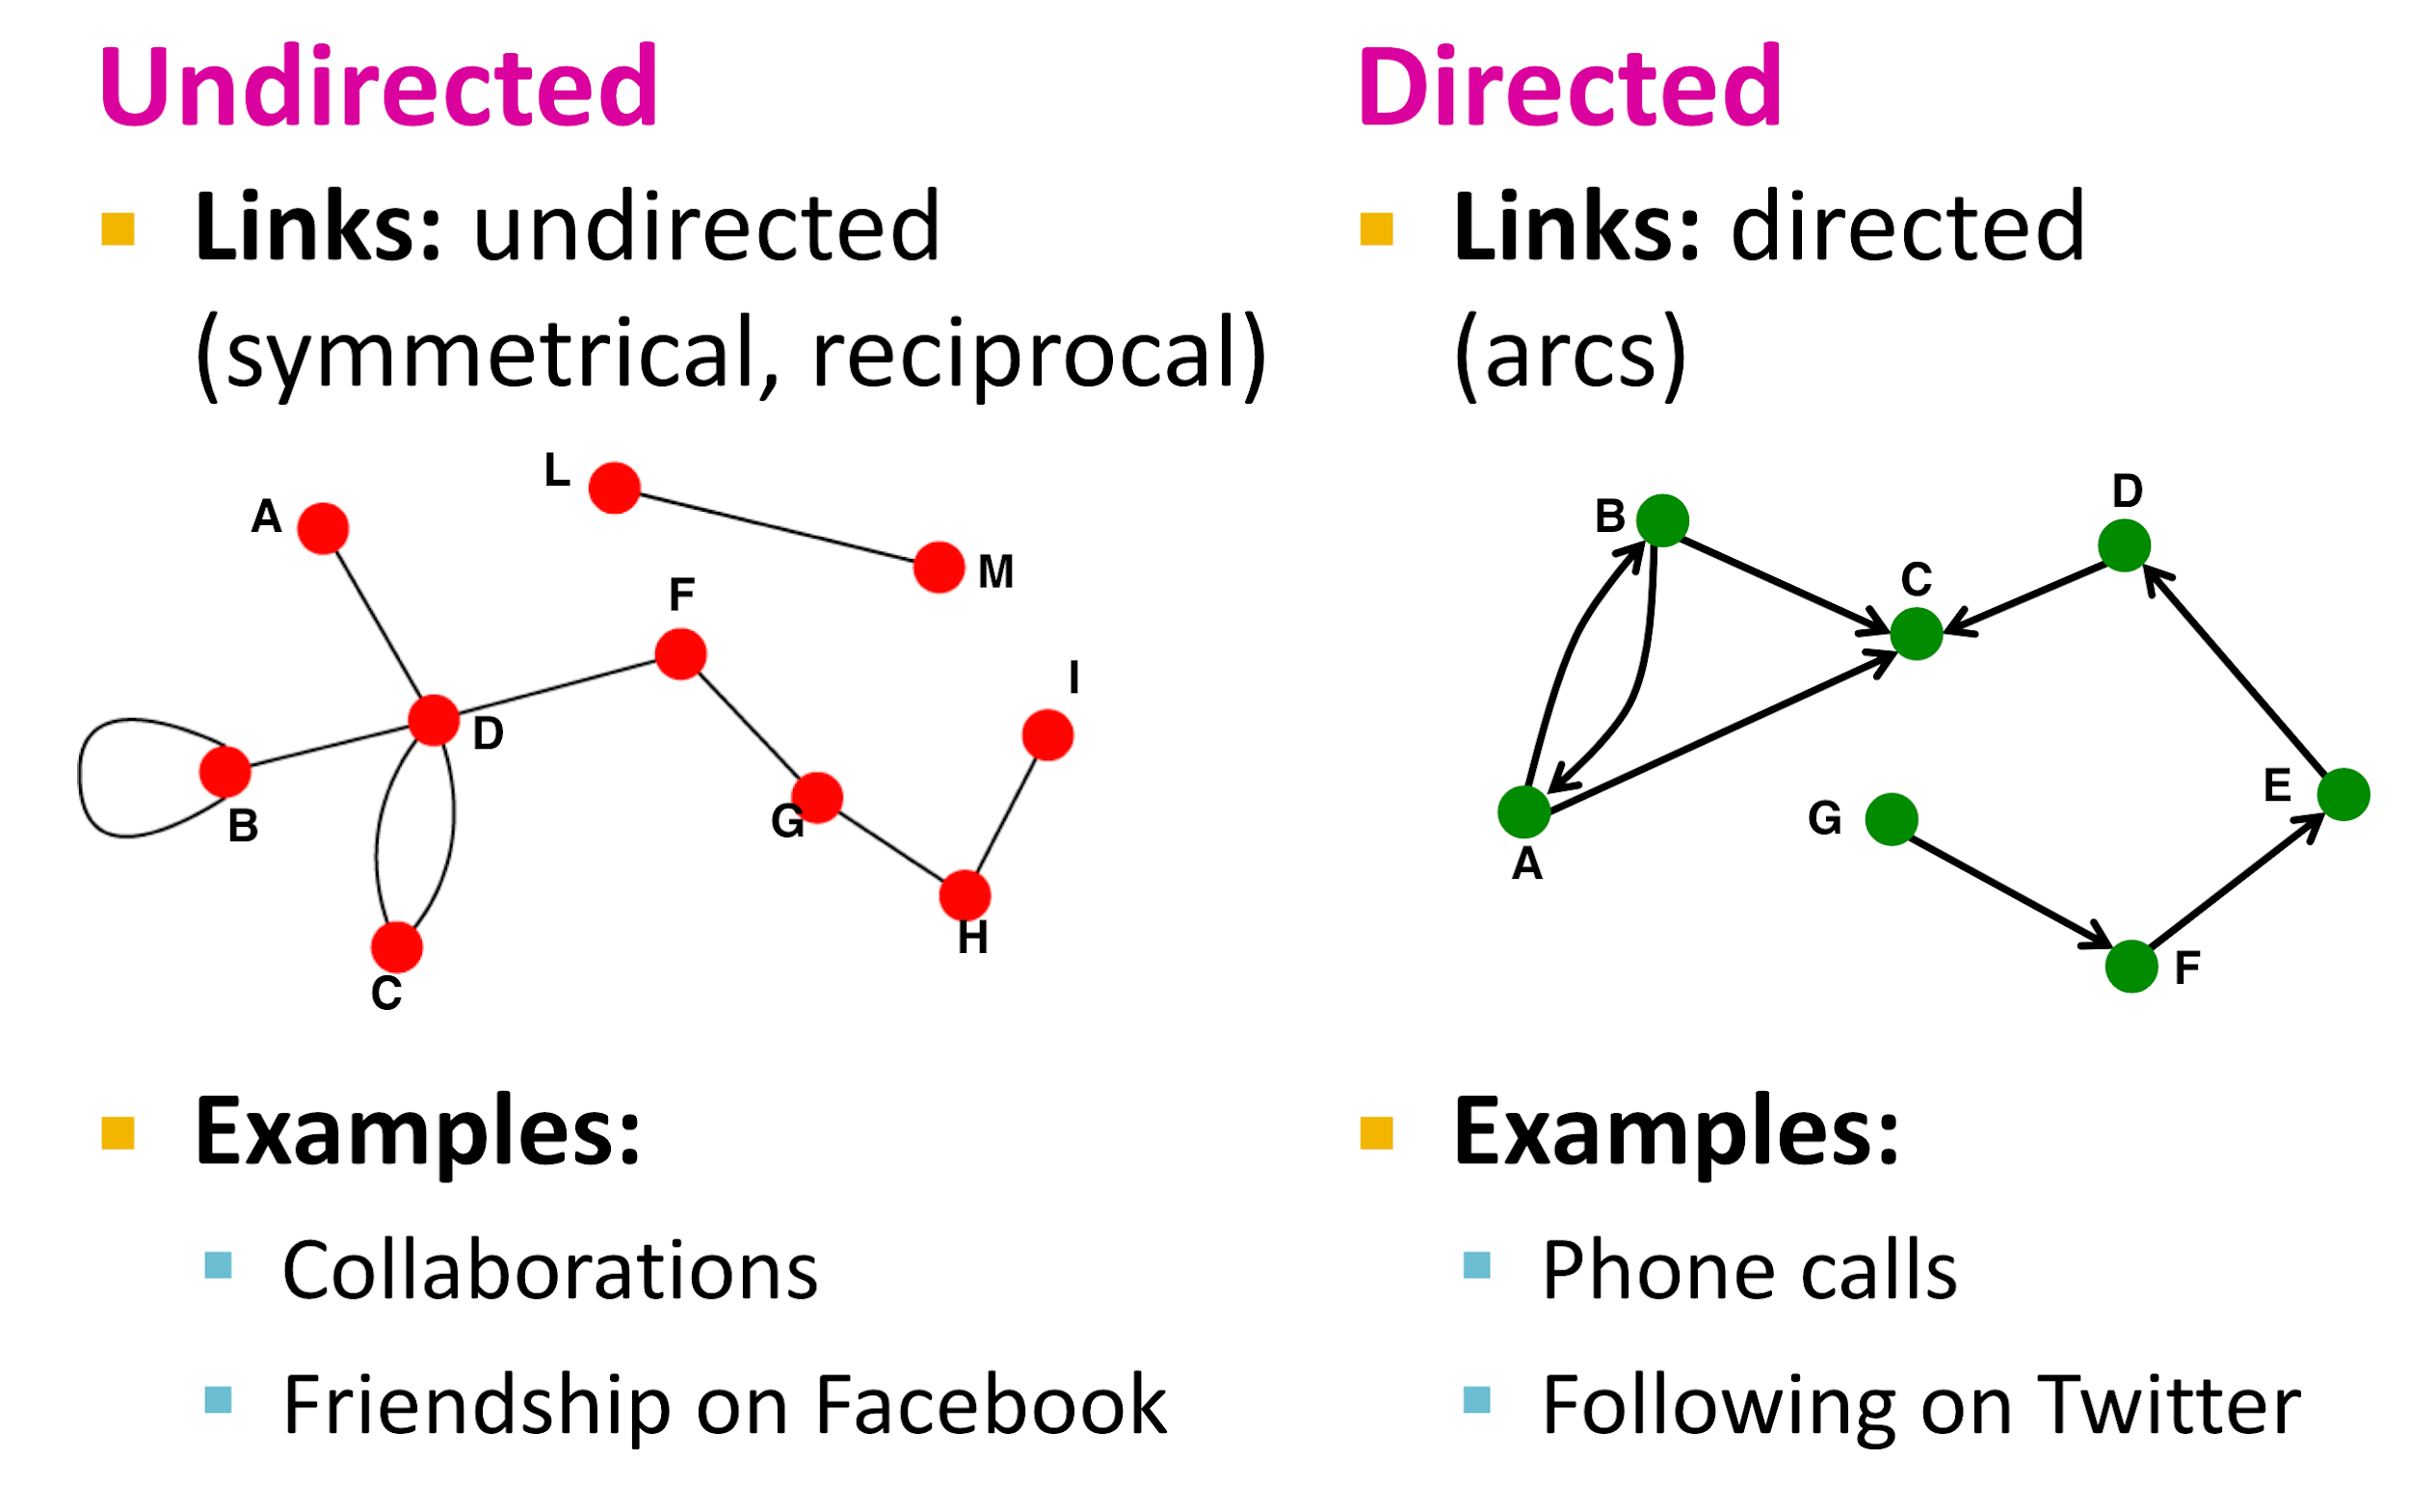 Undirected
Links: undirected
(symmetrical, reciprocal)
L
A
M
F
I
D
B
G
H
C
Examples:
Collaborations
Friendship on Facebook
Directed
Links: directed
(arcs)
D
B
C
E
G
A
F
Examples:
Phone calls
Following on Twitter